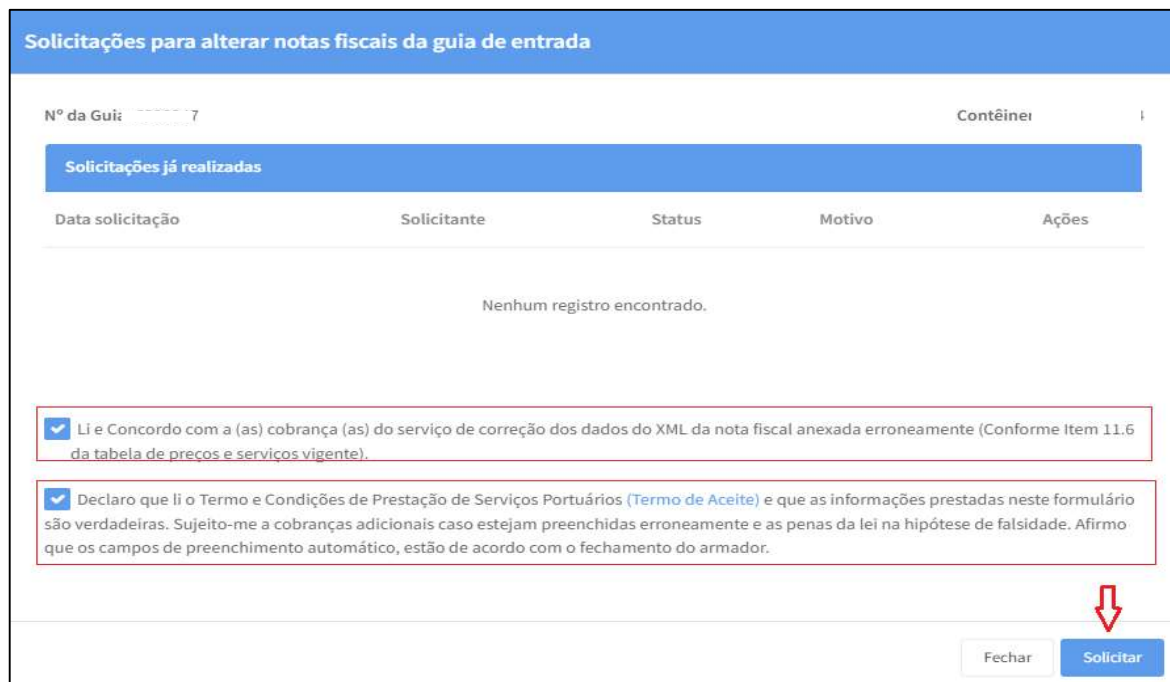 Solicitações para alterar notas fiscais da guia de entrada
Nº da Guia 7 Contêiner
Solicitações já realizadas
Data solicitação Solicitante Status Motivo Ações
Nenhum registro encontrado.
Li e Concordo com a (as) cobrança (as) do serviço de correção dos dados do XML da nota fiscal anexada erroneamente (Conforme Item 11.6
da tabela de preços e serviços vigente).
Declaro que li o Termo e Condições de Prestação de Serviços Portuários (Termo de Aceite) e que as informações prestadas neste formulário
são verdadeiras. Sujeito-me a cobranças adicionais caso estejam preenchidas erroneamente e as penas da lei na hipótese de falsidade. Afirmo
que os campos de preenchimento automático, estão de acordo com o fechamento do armador.
Fechar Solicitar